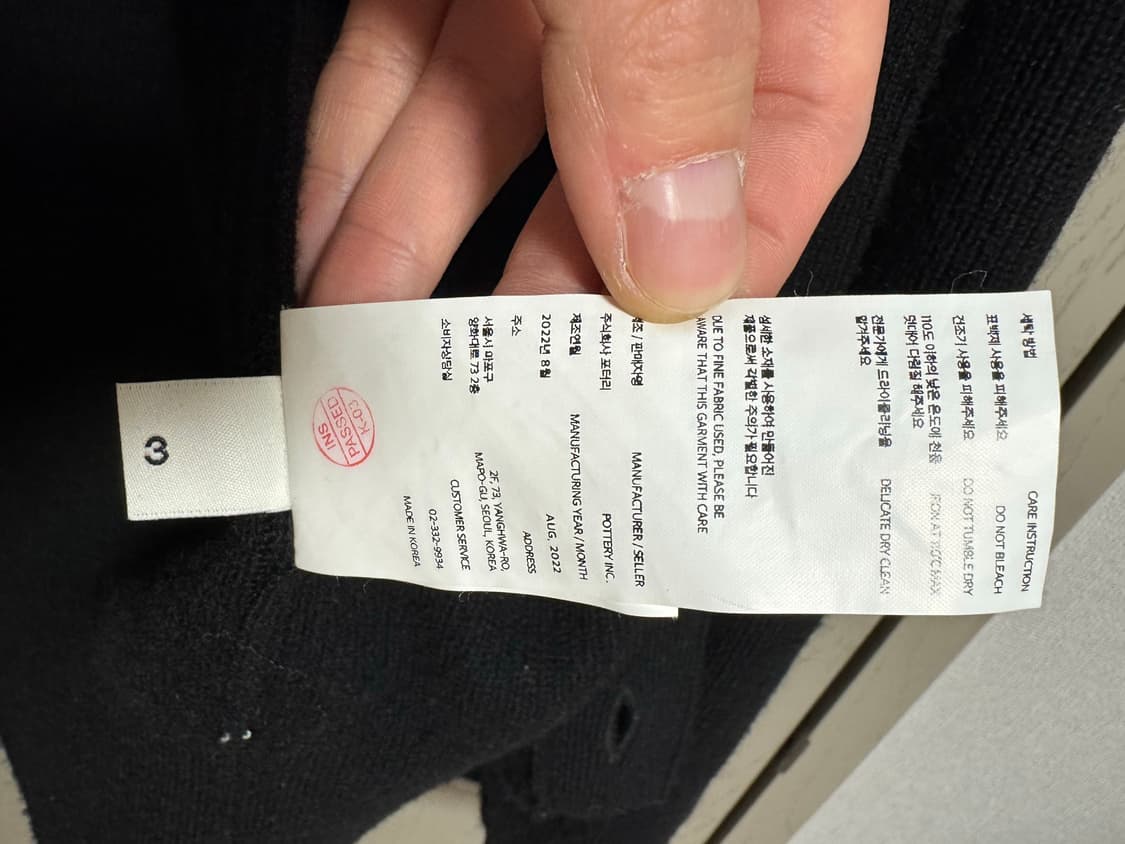 세탁 방법
CARE INSTRUCTION
표백제 사용을 피해주세요
DO NOT BLEACH
건조기 사용을 피해주세요
DO NOT TUMBLE DRY
110도 이하의 낮은 온도에 천을
덧대어 다림질 해주세요
IRON AT 110°C MAX
전문가에게 드라이클리닝을
맡겨주세요
DELICATE DRY CLEAN
섬세한 소재를 사용하여 만들어진
제품으로써 각별한 주의가 필요합니다
DUE TO FINE FABRIC USED, PLEASE BE
AWARE THAT THIS GARMENT WITH CARE
제조 / 판매자명
MANUFACTURER / SELLER
주식회사 포터리
POTTERY INC.
제조연월
MANUFACTURING YEAR / MONTH
2022년 8월
AUG, 2022
주소
ADDRESS
서울시 마포구
양화대로 73 2층
2F, 73, YANGHWA-RO,
MAPO-GU, SEOUL, KOREA
소비자상담실
CUSTOMER SERVICE
02-332-9934
MADE IN KOREA
INS
PASSED
K-03
3